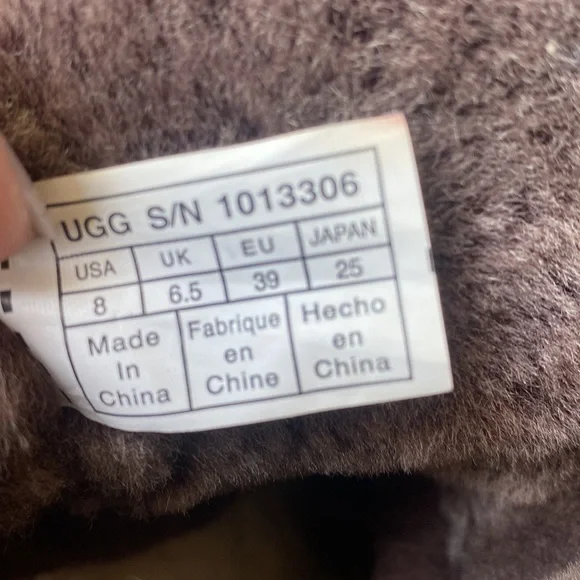 UGG S/N 1013306
USA UK EU JAPAN
8 6.5 39 25
Made In China
Fabrique en Chine
Hecho en China